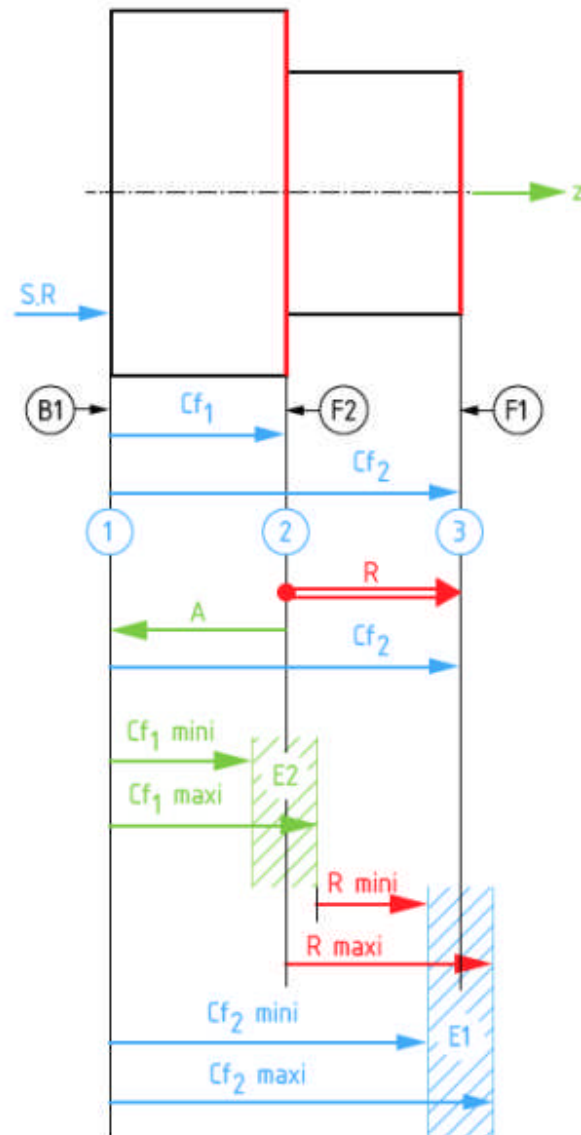 z
S.R
B1
Cf1
F2
F1
Cf2
1
2
3
R
A
Cf2
Cf1 mini
E2
Cf1 maxi
R mini
R maxi
Cf2 mini
E1
Cf2 maxi